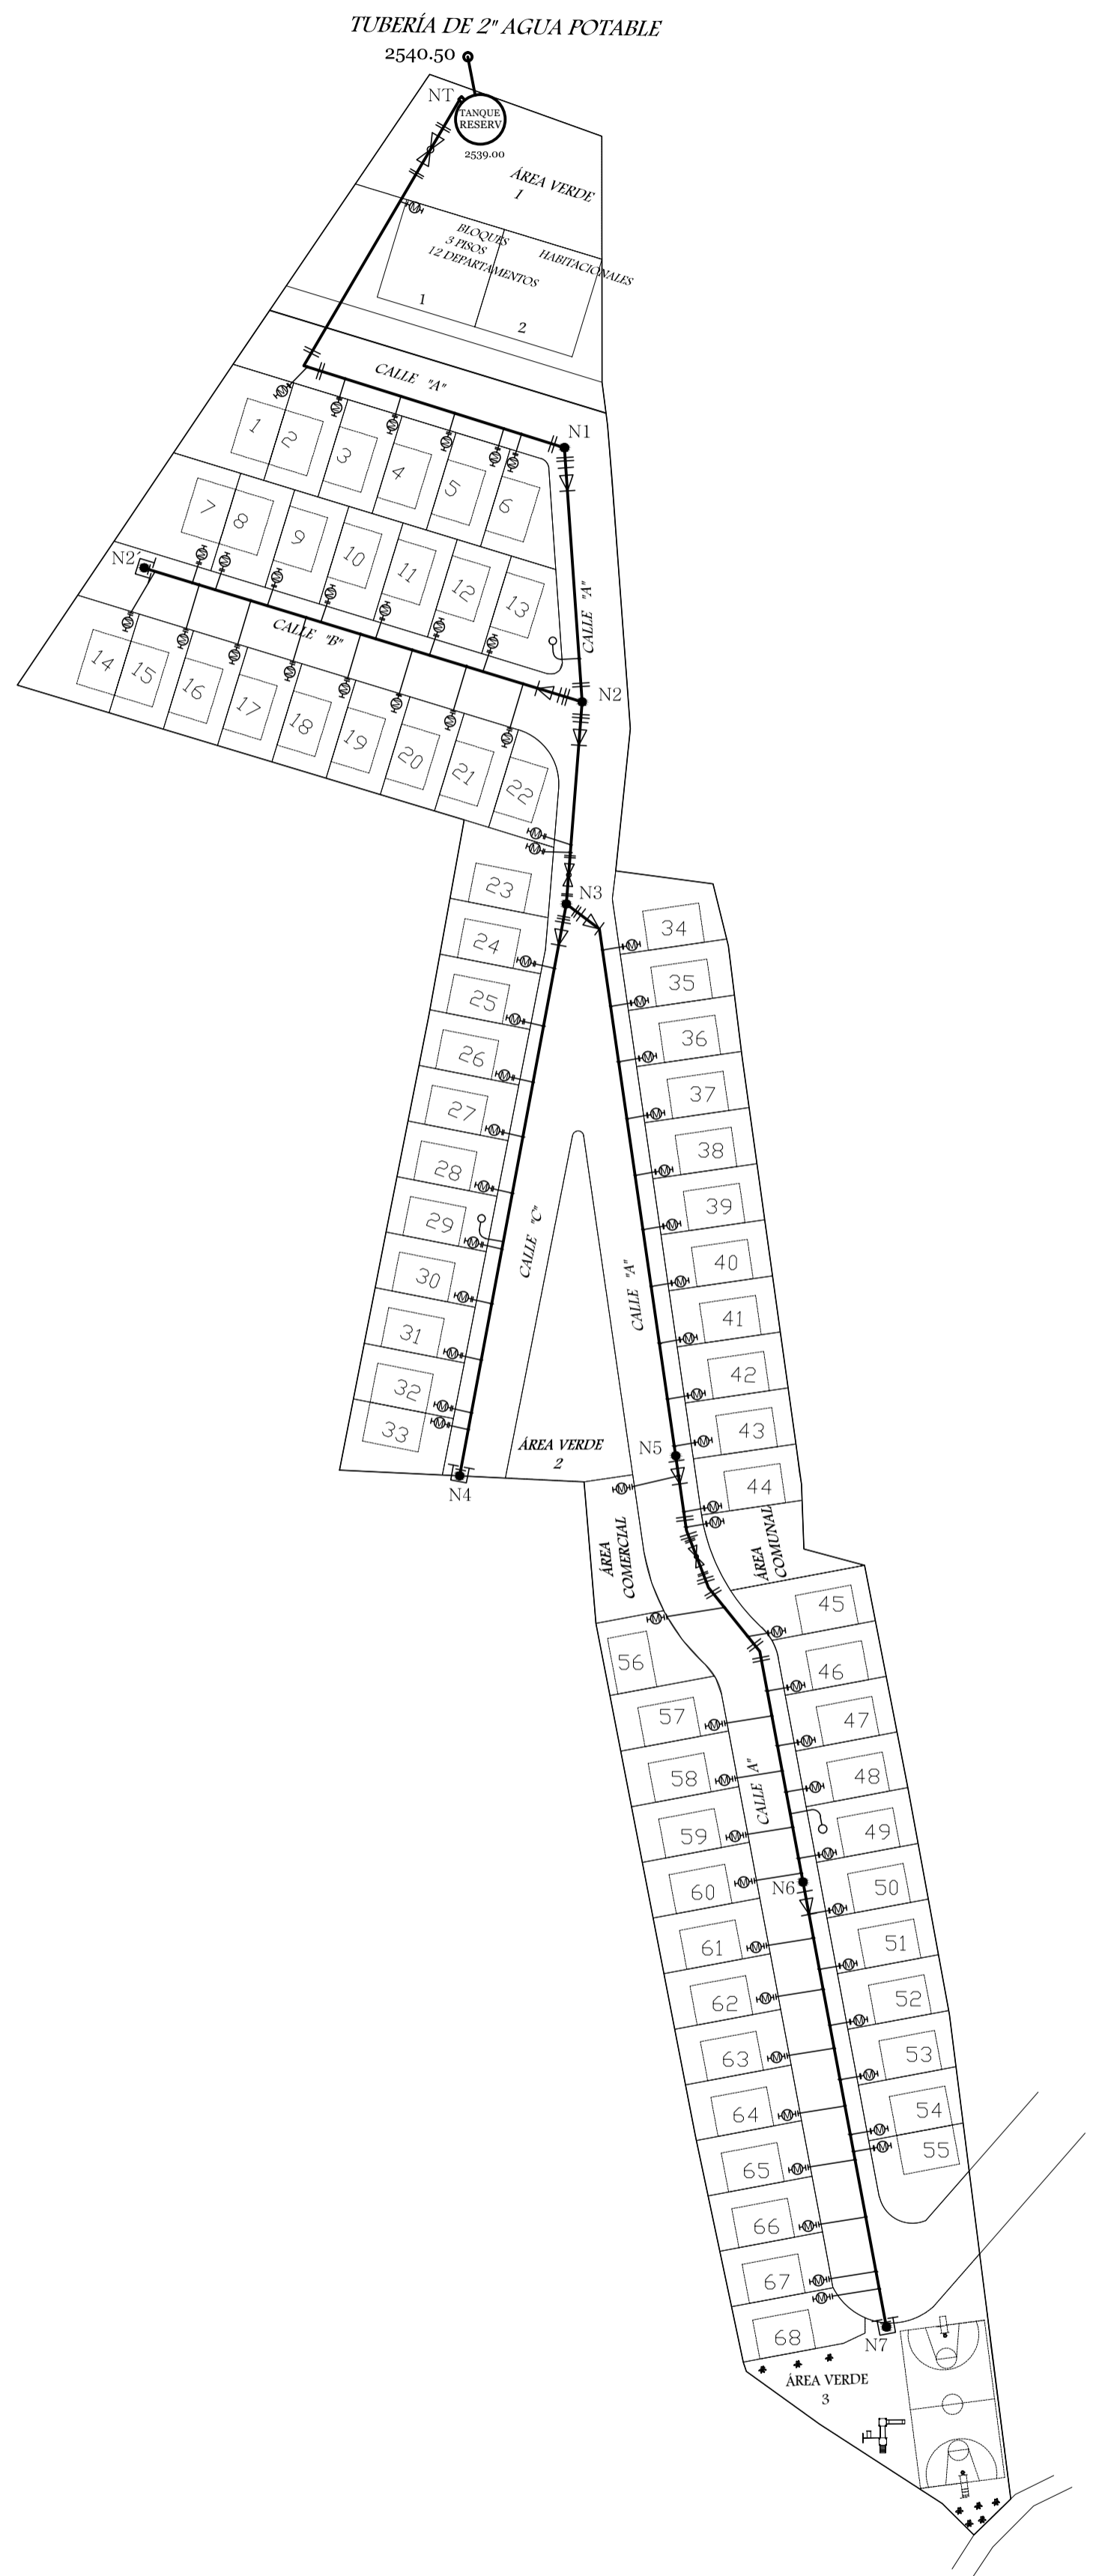 TUBERÍA DE 2" AGUA POTABLE
2540.50
NT
TANQUE
RESERV
2539.00
ÁREA VERDE
1
M
BLOQUES
3 PISOS
12 DEPARTAMENTOS
HABITACIONALES
1
2
CALLE "A"
N1
M
M
M
M
M
M
1
2
3
4
5
6
7
8
9
10
11
12
13
CALLE "A"
N2'
M
M
M
M
M
M
M
CALLE "B"
N2
M
M
M
M
M
M
M
M
14
15
16
17
18
19
20
21
22
M
M
23
N3
34
24
M
M
35
25
M
M
36
26
M
M
37
27
M
M
38
28
M
M
39
29
M
M
CALLE "C"
40
30
M
M
CALLE "A"
41
31
M
M
42
32
M
M
33
M
43
M
N5
ÁREA VERDE
2
N4
M
44
M
M
ÁREA
COMERCIAL
ÁREA
COMUNAL
45
M
M
56
46
M
57
M
47
M
58
M
CALLE "A"
48
M
59
M
49
M
60
M
N6
50
M
61
M
51
M
62
M
52
M
63
M
53
M
64
M
54
M
55
M
65
M
66
M
67
M
M
68
N7
ÁREA VERDE
3